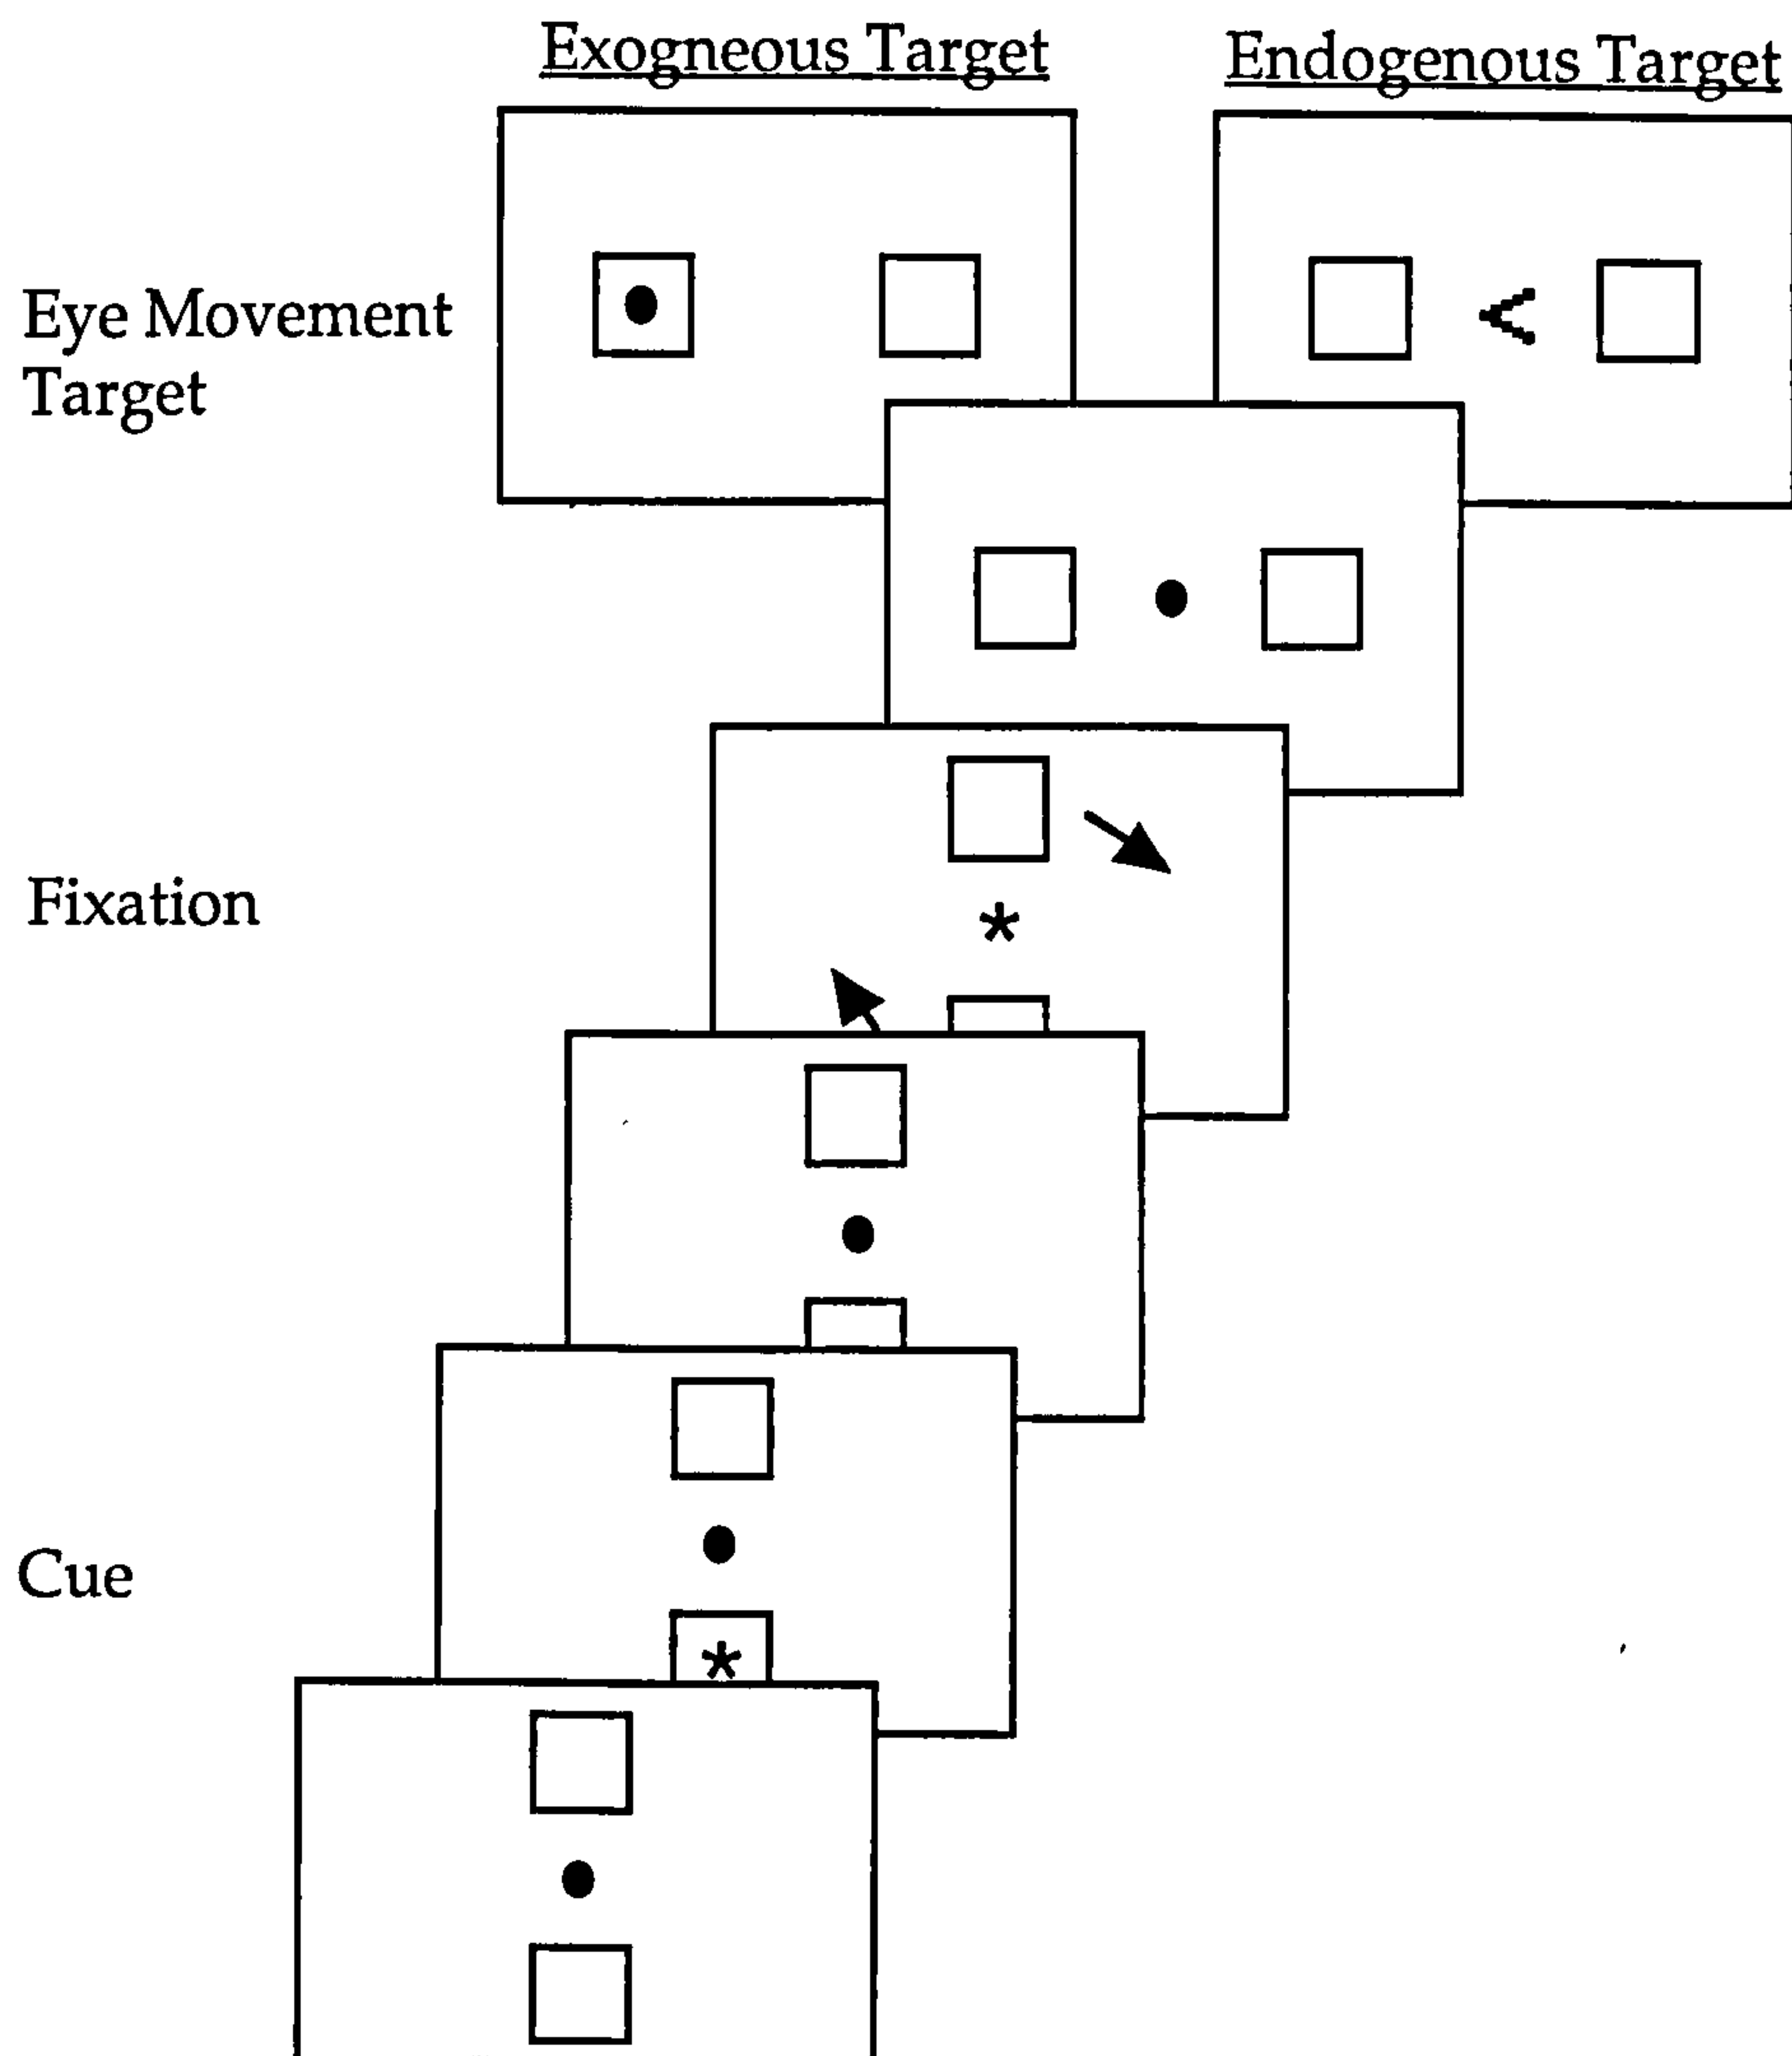 Exogneous Target
Endogenous Target
Eye Movement
Target
<
Fixation
*
Cue
*